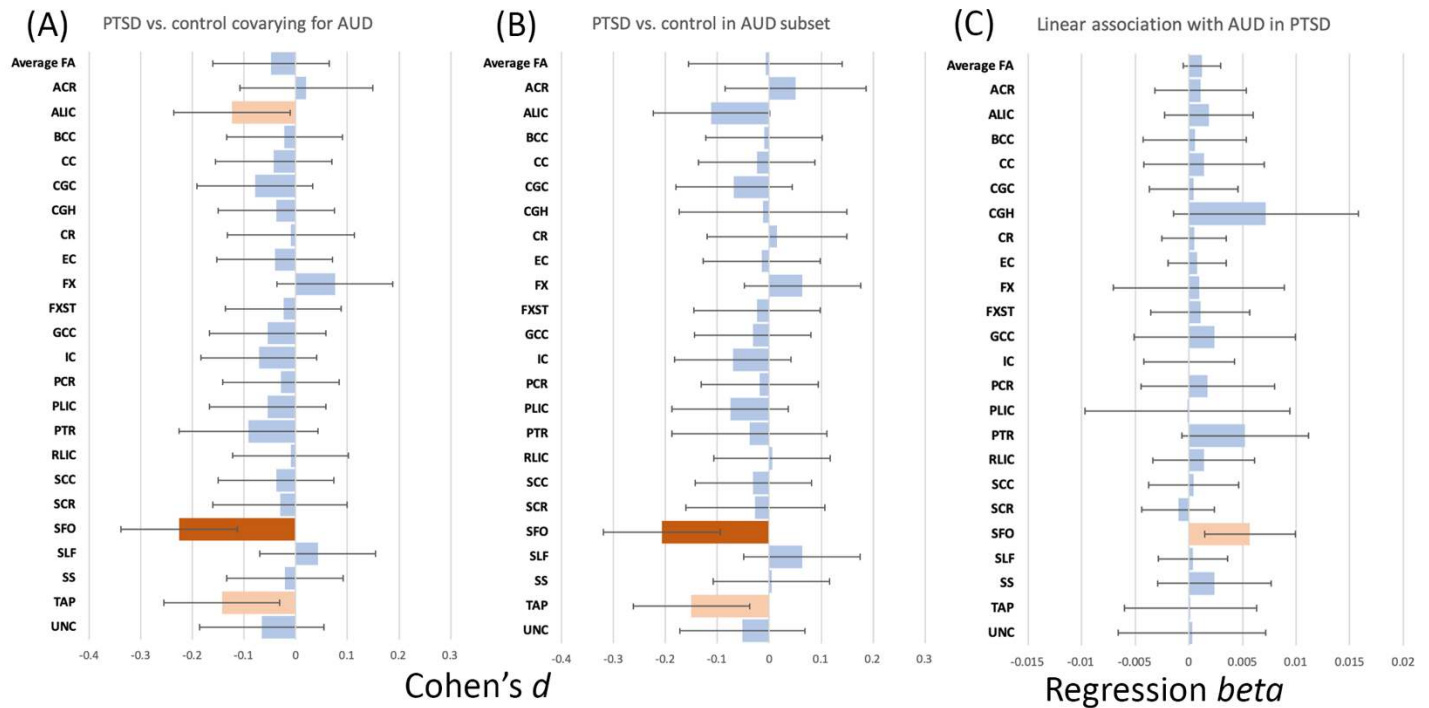 (A) PTSD vs. control covarying for AUD
Average FA
ACR
ALIC
BCC
CC
CGC
CGH
CR
EC
FX
FXST
GCC
IC
PCR
PLIC
PTR
RLIC
SCC
SCR
SFO
SLF
SS
TAP
UNC
-0.4 -0.3 -0.2 -0.1 0 0.1 0.2 0.3
(B) PTSD vs. control in AUD subset
Average FA
ACR
ALIC
BCC
CC
CGC
CGH
CR
EC
FX
FXST
GCC
IC
PCR
PLIC
PTR
RLIC
SCC
SCR
SFO
SLF
SS
TAP
UNC
-0.4 -0.3 -0.2 -0.1 0 0.1 0.2 0.3
Cohen's d
(C) Linear association with AUD in PTSD
Average FA
ACR
ALIC
BCC
CC
CGC
CGH
CR
EC
FX
FXST
GCC
IC
PCR
PLIC
PTR
RLIC
SCC
SCR
SFO
SLF
SS
TAP
UNC
-0.015 -0.01 -0.005 0 0.005 0.01 0.015 0.02
Regression beta